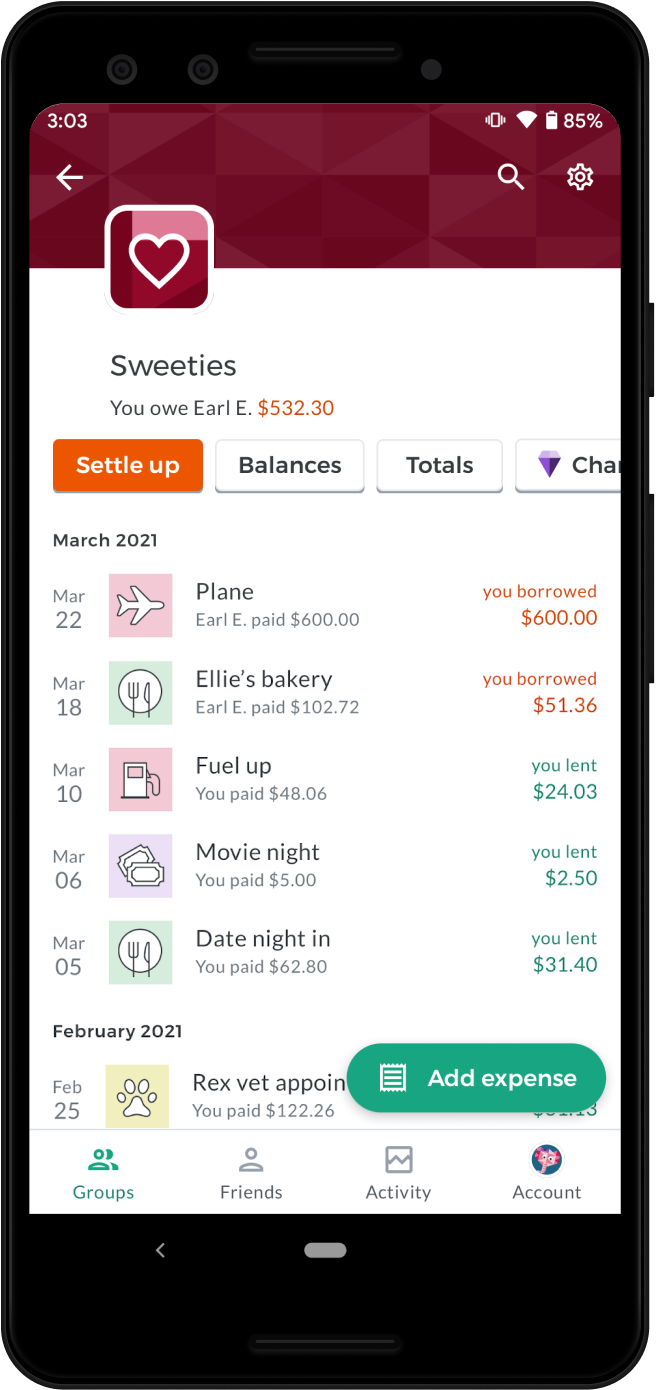 3:03
85%
Sweeties
You owe Earl E. $532.30
Settle up
Balances
Totals
Char
March 2021
Mar
22
Plane
Earl E. paid $600.00
you borrowed
$600.00
Mar
18
Ellie’s bakery
Earl E. paid $102.72
you borrowed
$51.36
Mar
10
Fuel up
You paid $48.06
you lent
$24.03
Mar
06
Movie night
You paid $5.00
you lent
$2.50
Mar
05
Date night in
You paid $62.80
you lent
$31.40
February 2021
Feb
25
Rex vet appoin
You paid $122.26
Add expense
Groups
Friends
Activity
Account